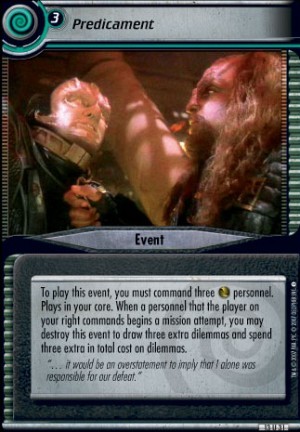 3
Predicament
Event
To play this event, you must command three personnel.
Plays in your core. When a personnel that the player on
your right commands begins a mission attempt, you may
destroy this event to draw three extra dilemmas and spend
three extra in total cost on dilemmas.
"… it would be an overstatement to imply that I alone was
responsible for our defeat."